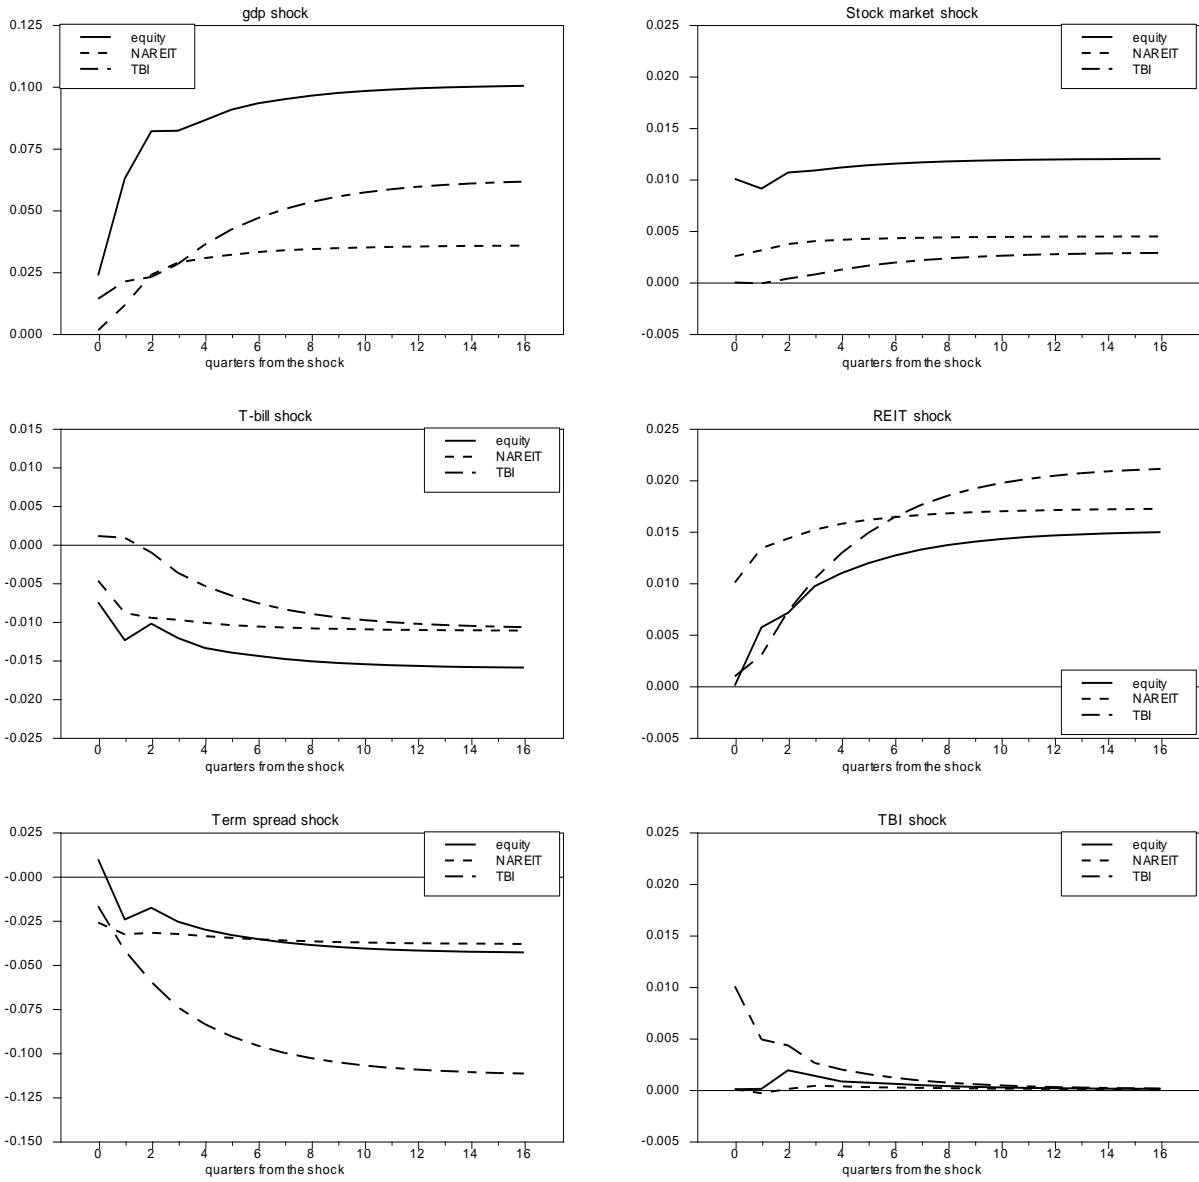 gdp shock
0.125
0.100
0.075
0.050
0.025
0.000
equity
NAREIT
TBI
0 2 4 6 8 10 12 14 16
quarters from the shock
Stock market shock
0.025
0.020
0.015
0.010
0.005
0.000
-0.005
equity
NAREIT
TBI
0 2 4 6 8 10 12 14 16
quarters from the shock
T-bill shock
0.015
0.010
0.005
0.000
-0.005
-0.010
-0.015
-0.020
-0.025
equity
NAREIT
TBI
0 2 4 6 8 10 12 14 16
quarters from the shock
REIT shock
0.025
0.020
0.015
0.010
0.005
0.000
-0.005
equity
NAREIT
TBI
0 2 4 6 8 10 12 14 16
quarters from the shock
Term spread shock
0.025
-0.000
-0.025
-0.050
-0.075
-0.100
-0.125
-0.150
equity
NAREIT
TBI
0 2 4 6 8 10 12 14 16
quarters from the shock
TBI shock
0.025
0.020
0.015
0.010
0.005
0.000
-0.005
equity
NAREIT
TBI
0 2 4 6 8 10 12 14 16
quarters from the shock